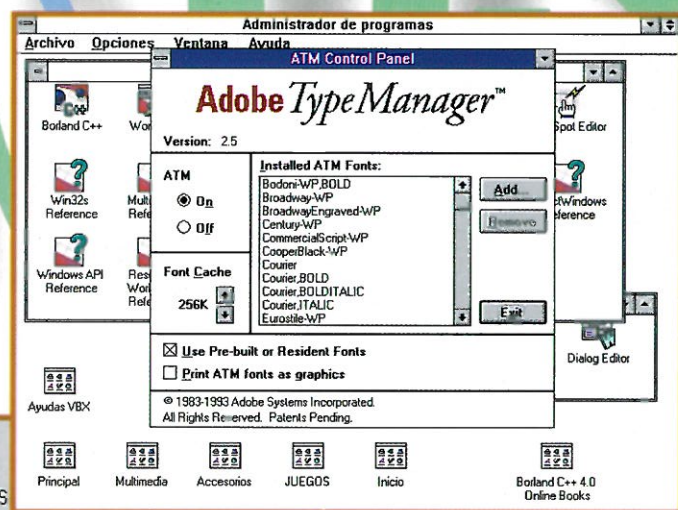 Administrador de programas
Archivo Opciones Ventana Ayuda
ATM Control Panel
Adobe Type Manager™
Version: 2.5
ATM
On
Off
Font Cache
256K
Installed ATM Fonts:
Bodoni-WP,BOLD
Broadway-WP
BroadwayEngraved-WP
Century-WP
CommercialScript-WP
CooperBlack-WP
Courier
Courier,BOLD
Courier,BOLDITALIC
Courier,ITALIC
Eurostile-WP
Add...
Remove
Exit
Use Pre-built or Resident Fonts
Print ATM fonts as graphics
© 1983-1993 Adobe Systems Incorporated.
All Rights Reserved. Patents Pending.
Borland C++
Spot Editor
Win32s
Reference
Windows API
Reference
Dialog Editor
Ayudas VBX
Principal
Multimedia
Accesorios
JUEGOS
Inicio
Borland C++ 4.0
Online Books